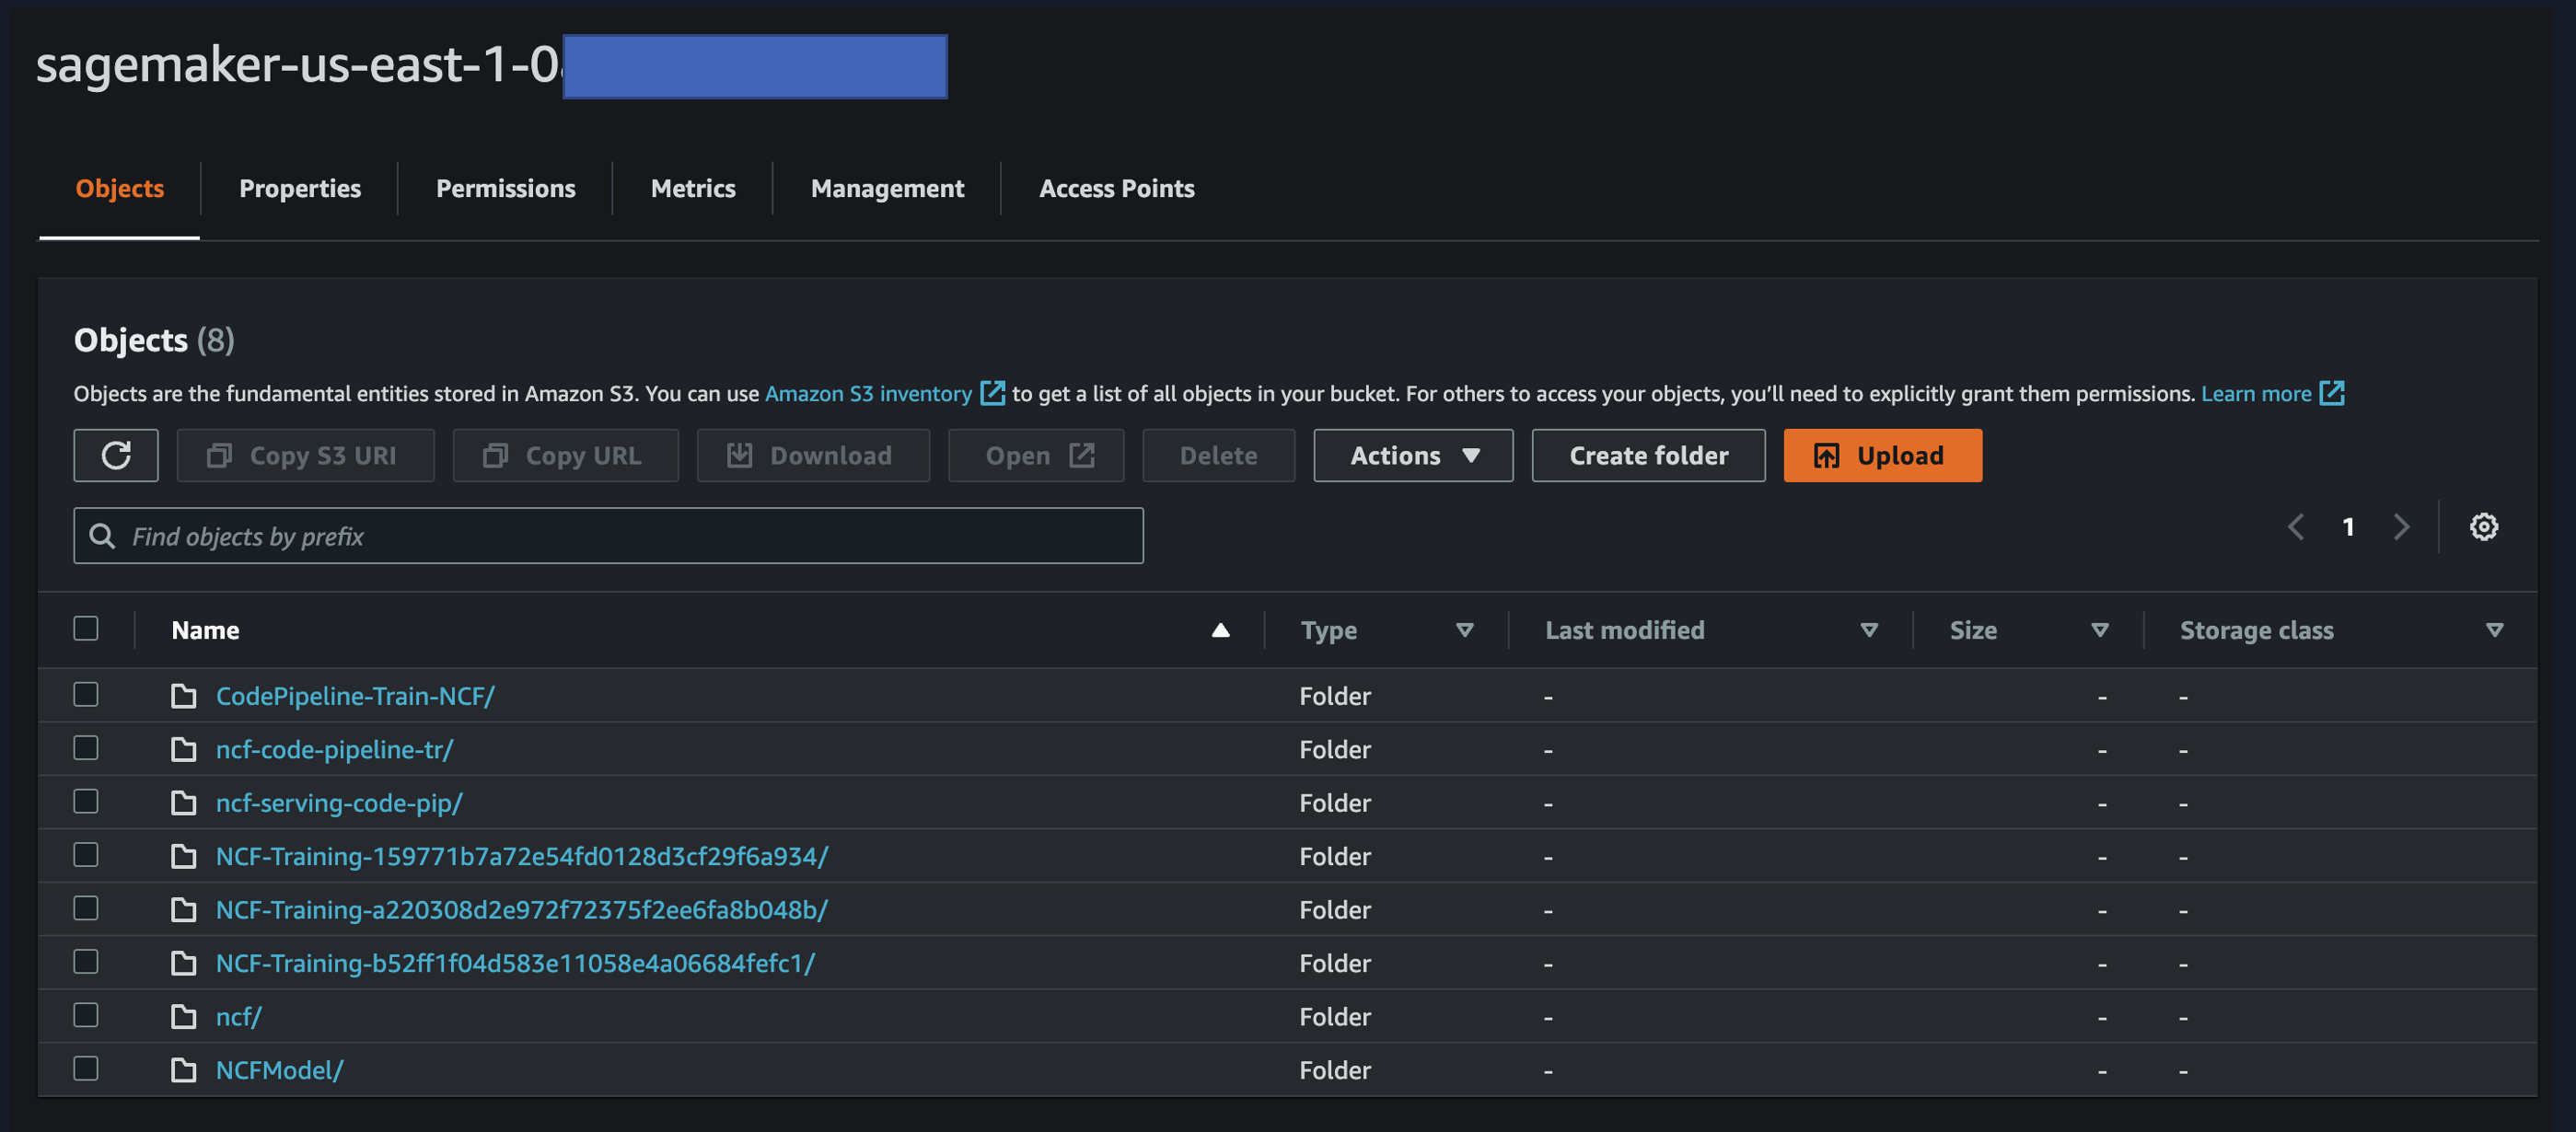 sagemaker-us-east-1-0
Objects Properties Permissions Metrics Management Access Points
Objects (8)
Objects are the fundamental entities stored in Amazon S3. You can use Amazon S3 inventory to get a list of all objects in your bucket. For others to access your objects, you’ll need to explicitly grant them permissions. Learn more
Copy S3 URI Copy URL Download Open Delete Actions Create folder Upload
Find objects by prefix 1
Name Type Last modified Size Storage class
CodePipeline-Train-NCF/ Folder - - -
ncf-code-pipeline-tr/ Folder - - -
ncf-serving-code-pip/ Folder - - -
NCF-Training-159771b7a72e54fd0128d3cf29f6a934/ Folder - - -
NCF-Training-a220308d2e972f72375f2ee6fa8b048b/ Folder - - -
NCF-Training-b52ff1f04d583e11058e4a06684fefc1/ Folder - - -
ncf/ Folder - - -
NCFModel/ Folder - - -